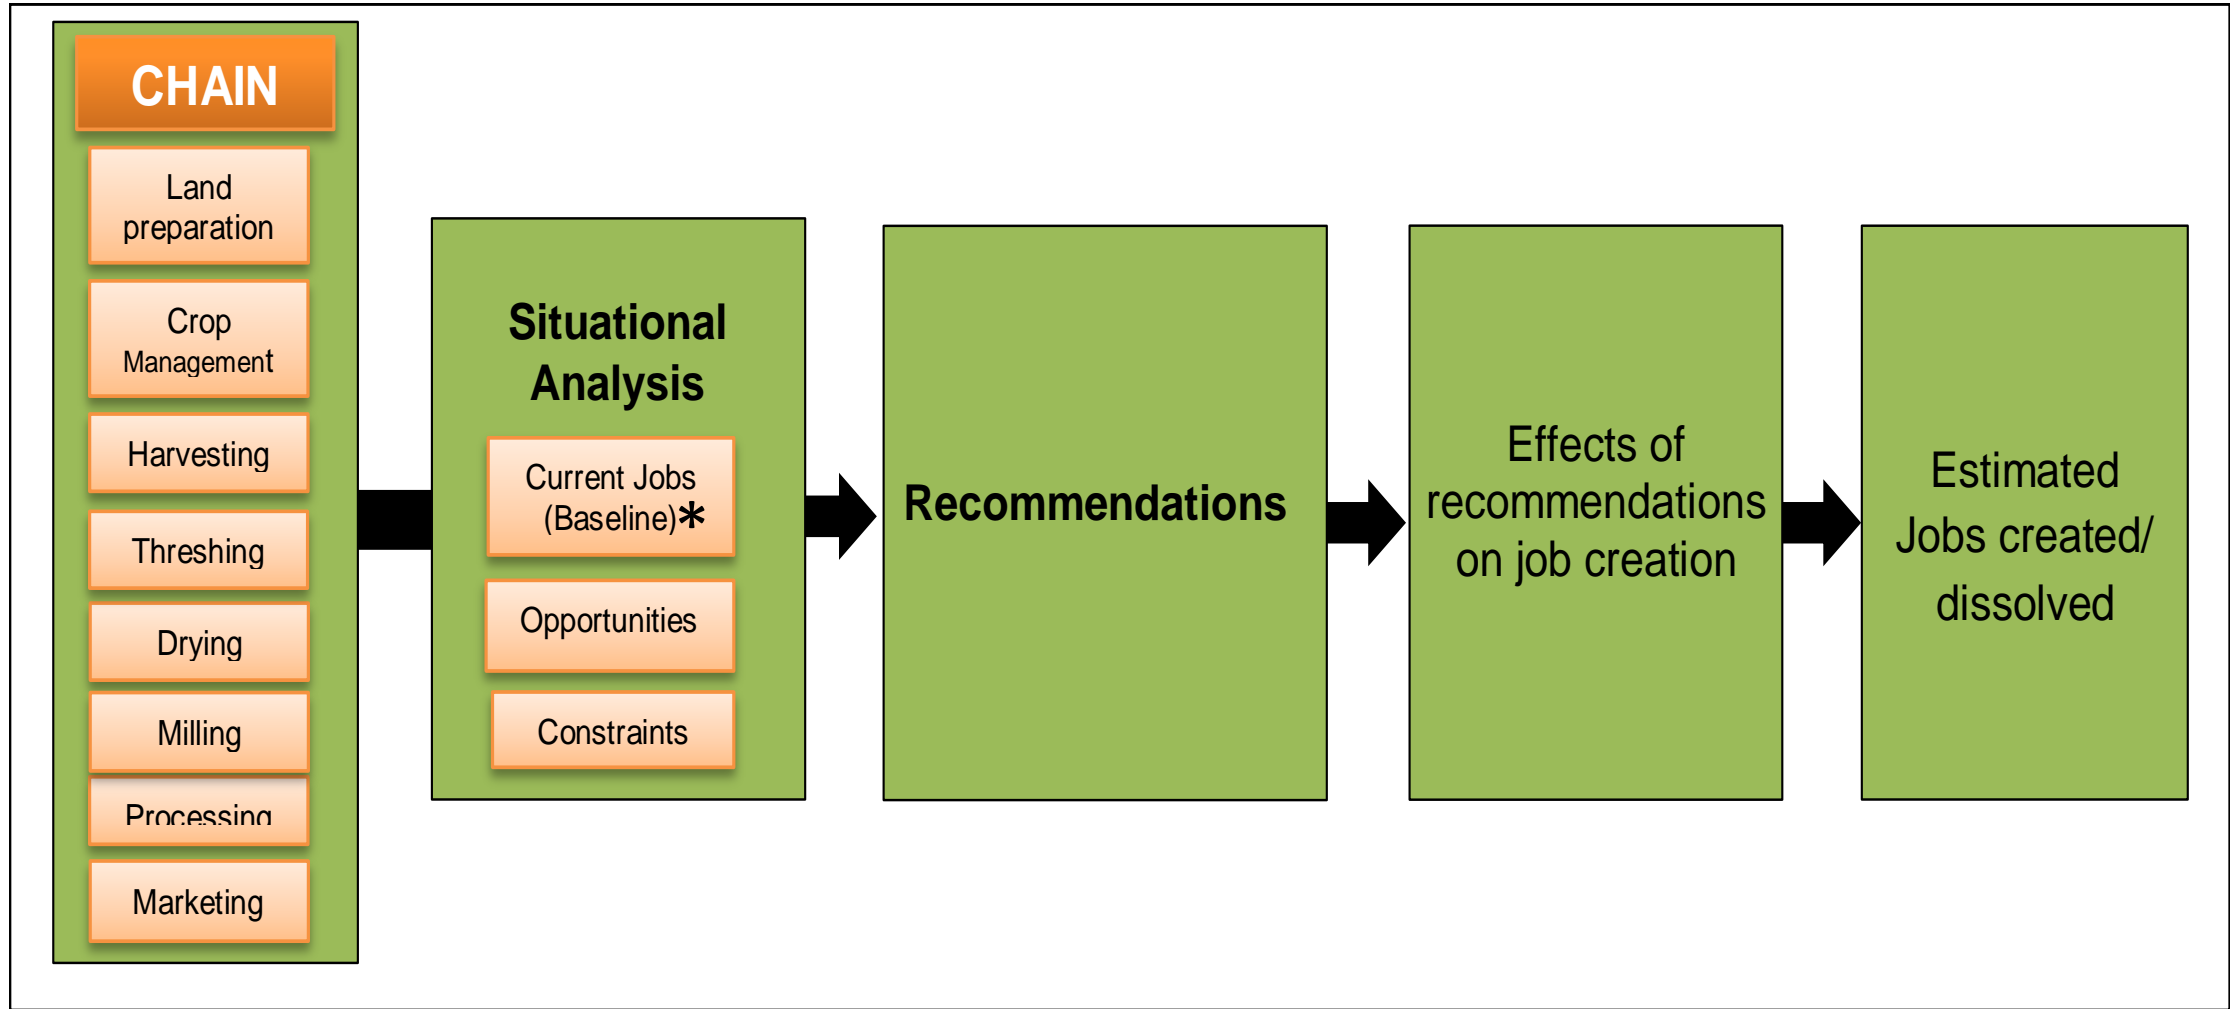 CHAIN
Land
preparation
Crop
Management
Harvesting
Threshing
Drying
Milling
Processing
Marketing
Situational
Analysis
Current Jobs
(Baseline)*
Opportunities
Constraints
Recommendations
Effects of
recommendations
on job creation
Estimated
Jobs created/
dissolved